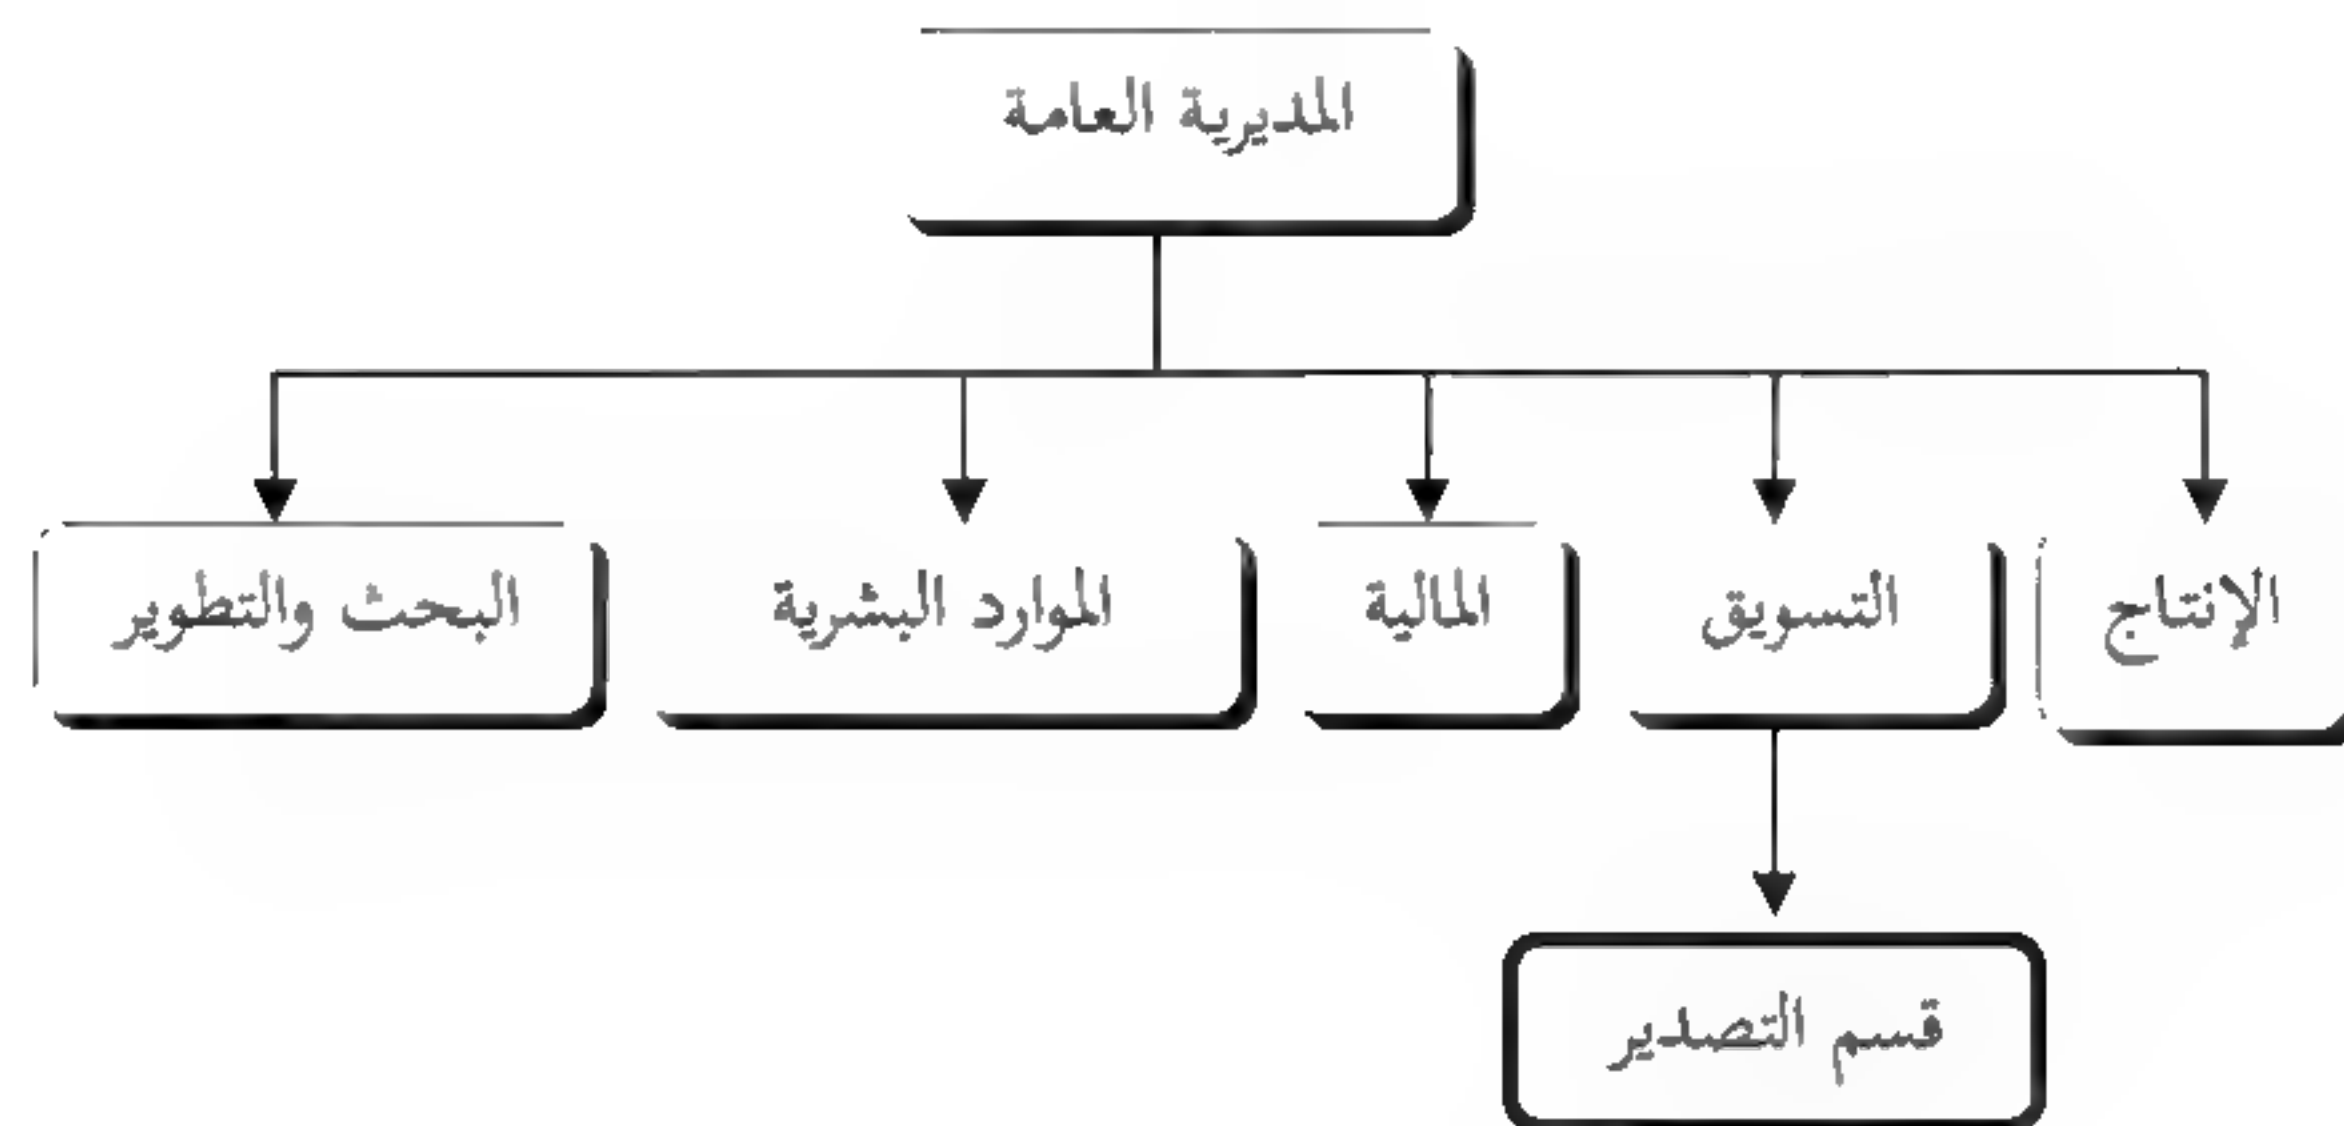 المديرية العامة
الإنتاج
التسويق
المالية
الموارد البشرية
البحث والتطوير
قسم التصدير